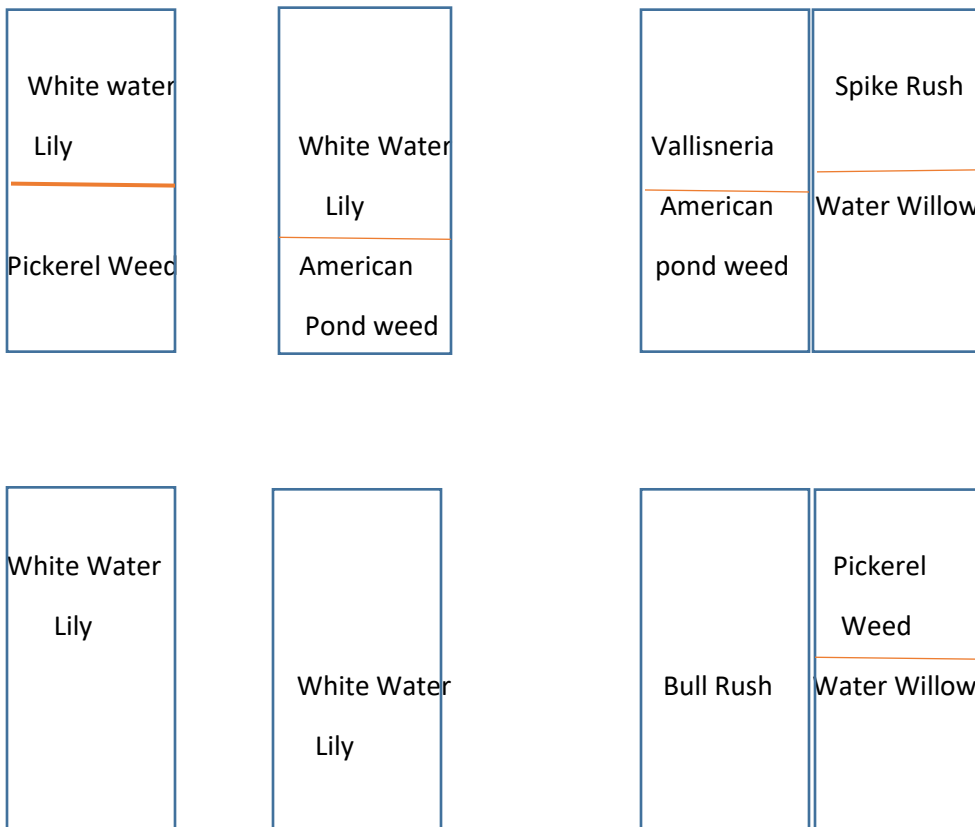 White water
Lily
Pickerel Weed
White Water
Lily
American
Pond weed
Vallisneria
American
pond weed
Spike Rush
Water Willow
White Water
Lily
White Water
Lily
Bull Rush
Pickerel
Weed
Water Willow